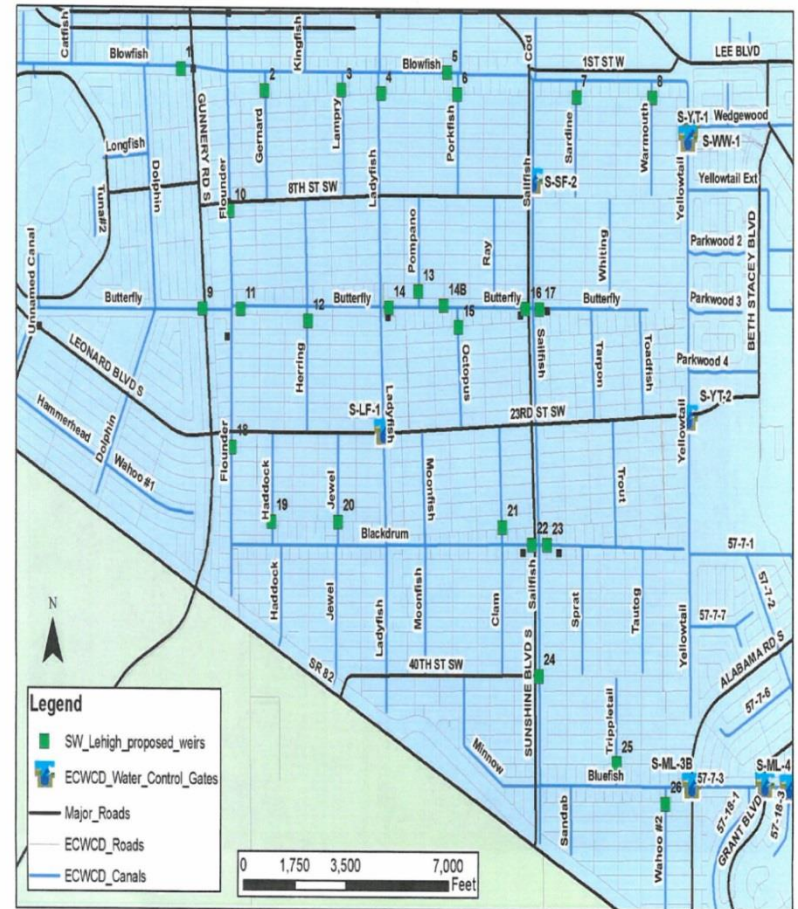 Catfish
Blowfish
1
Kingfish
Blowfish
5
Cod
1ST ST W
LEE BLVD
2
3
4
6
7
8
S-YT-1
Wedgewood
S-WW-1
GUNNERY RD S
Gernard
Lampry
Ladyfish
Porkfish
Sardine
Warmouth
Longfish
Dolphin
Tuna#2
Flounder
10
8TH ST SW
Sailfish
S-SF-2
Yellowtail
Yellowtail Ext
Unnamed Canal
Pompano
Ray
Whiting
Parkwood 2
BETH STACEY BLVD
Butterfly
9
11
12
Butterfly
14
13
14B
15
Butterfly
16
17
Butterfly
Parkwood 3
Herring
Octondas
Sailfish
Tarpon
Toadfish
Parkwood 4
LEONARD BLVD S
Hammerhead
Dolphin
Wahoo #1
S-LF-1
Ladyfish
23RD ST SW
S-YT-2
Yellowtail
18
Flounder
Haddock
19
Jewel
20
Moonfish
21
Trout
Blackdrum
22
23
57-7-1
Haddock
Jewel
Ladyfish
Moonfish
Clam
Sailfish
Sprat
Tautog
Yellowtail
57-7-2
57-7-7
ALABAMA RD S
57-7-6
N
SR 82
40TH ST SW
24
SUNSHINE BLVD S
Trippletail
25
Minnow
Bluefish
S-ML-3B
57-7-3
S-ML-4
26
Sandab
Wahoo #2
57-18-1
GRANT BLVD
57-18-3
Legend
SW_Lehigh_proposed_weirs
ECWCD_Water_Control_Gates
Major_Roads
ECWCD_Roads
ECWCD_Canals
0 1,750 3,500 7,000
Feet